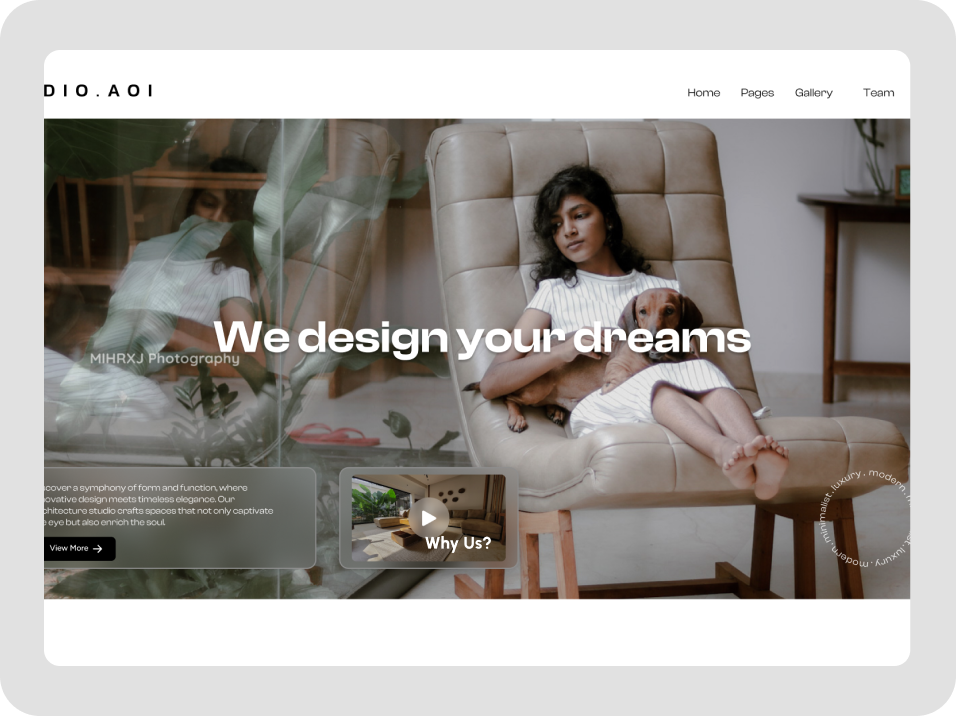 DIO.AOI
Home Pages Gallery Team
We design your dreams
MIHRXJ Photography
cover a symphony of form and function, where
ovative design meets timeless elegance. Our
chitecture studio crafts spaces that not only captivate
e eye but also enrich the soul.
View More
Why Us?
minimalist.luxury.modern.
st.luxury.modern.